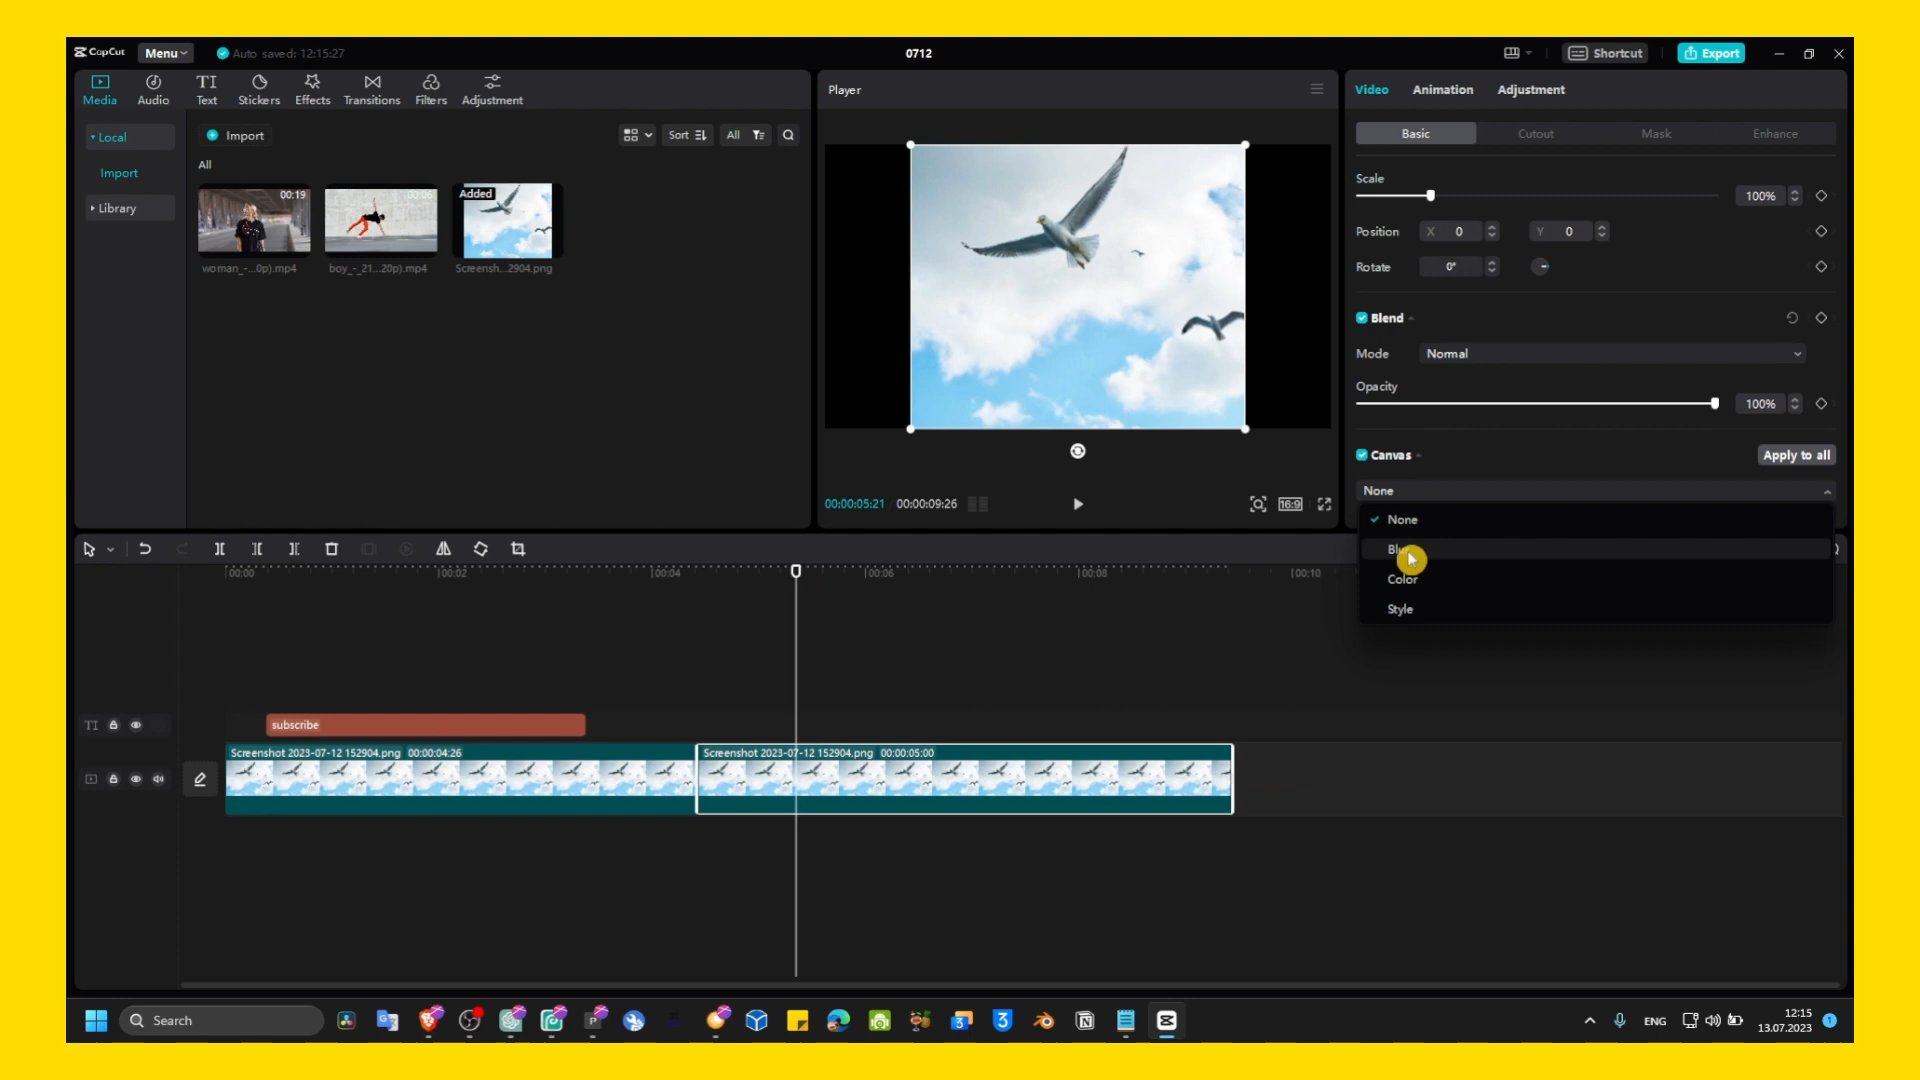 CapCut Menu Auto saved: 12:15:27 0712 Shortcut Export
Media Audio Text Stickers Effects Transitions Filters Adjustment
Local
Import
Library
Import Sort All
All
00:19
00:06
Added
woman_-...0p).mp4 boy_-_21...20p).mp4 Screensh...2904.png
Player
00:00:05:21 00:00:09:26 16:9
Video Animation Adjustment
Basic Cutout Mask Enhance
Scale
100%
Position X 0 Y 0
Rotate 0°
Blend
Mode Normal
Opacity
100%
Canvas Apply to all
None
None
Blur
Color
Style
00:00 00:02 00:04 00:06 00:08 00:10
TI subscribe
Screenshot 2023-07-12 152904.png 00:00:04:26 Screenshot 2023-07-12 152904.png 00:00:05:00
Search
ENG
12:15
13.07.2023
1